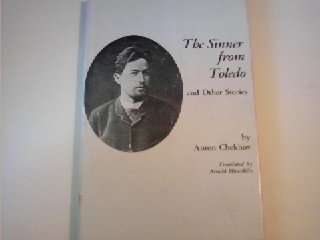 The Sinner
from
Toledo
and Other Stories
by
Anton Chekhov
Translated by
Arnold Hinchliffe